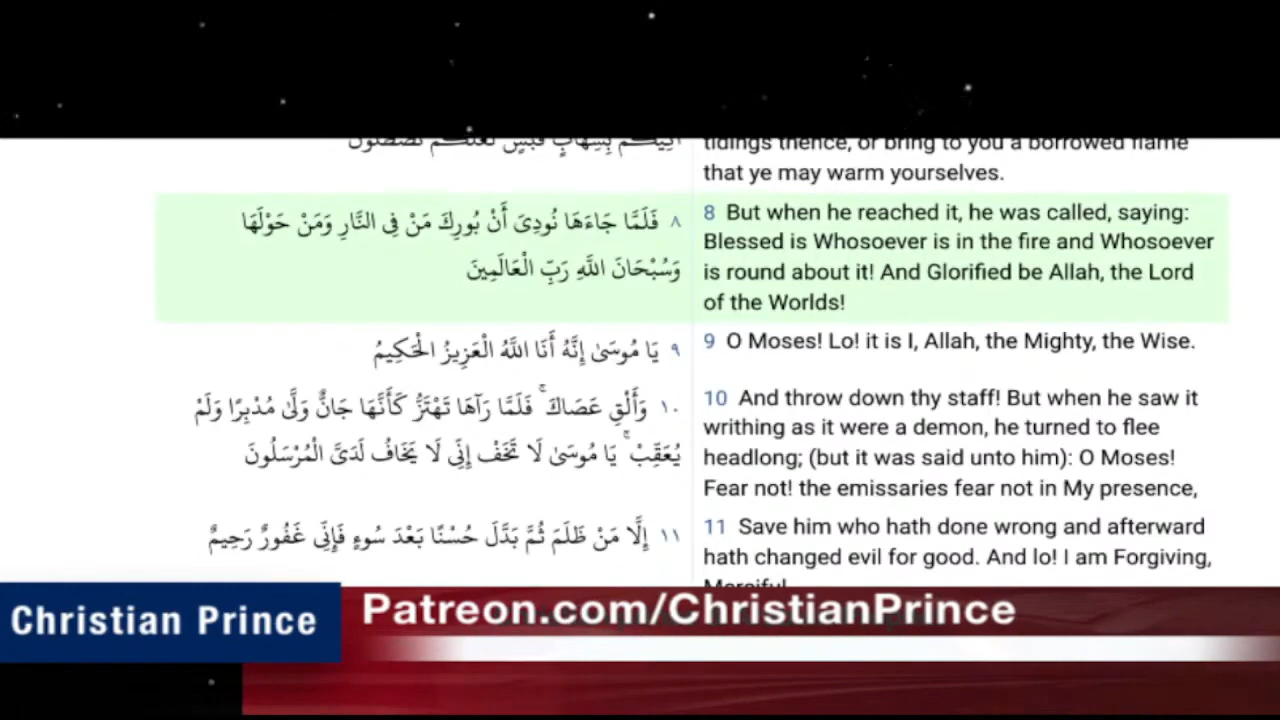 آتِيكُم بِشِهَابٍ قَبَسٍ لَّعَلَّكُمْ تَصْطَلُونَ
tidings thence, or bring to you a borrowed flame
that ye may warm yourselves.
٨ فَلَمَّا جَاءَهَا نُودِىَ أَنْ بُورِكَ مَنْ فِى النَّارِ وَمَنْ حَوْلَهَا
وَسُبْحَانَ اللَّهِ رَبِّ الْعَالَمِينَ
8 But when he reached it, he was called, saying:
Blessed is Whosoever is in the fire and Whosoever
is round about it! And Glorified be Allah, the Lord
of the Worlds!
٩ يَا مُوسَىٰ إِنَّهُ أَنَا اللَّهُ الْعَزِيزُ الْحَكِيمُ
9 O Moses! Lo! it is I, Allah, the Mighty, the Wise.
١٠ وَأَلْقِ عَصَاكَ ۚ فَلَمَّا رَآهَا تَهْتَزُّ كَأَنَّهَا جَانٌّ وَلَّىٰ مُدْبِرًا وَلَمْ
يُعَقِّبْ ۚ يَا مُوسَىٰ لَا تَخَفْ إِنِّى لَا يَخَافُ لَدَىَّ الْمُرْسَلُونَ
10 And throw down thy staff! But when he saw it
writhing as it were a demon, he turned to flee
headlong; (but it was said unto him): O Moses!
Fear not! the emissaries fear not in My presence,
١١ إِلَّا مَنْ ظَلَمَ ثُمَّ بَدَّلَ حُسْنًا بَعْدَ سُوءٍ فَإِنِّى غَفُورٌ رَحِيمٌ
11 Save him who hath done wrong and afterward
hath changed evil for good. And lo! I am Forgiving,
Merciful
Christian Prince
Patreon.com/ChristianPrince